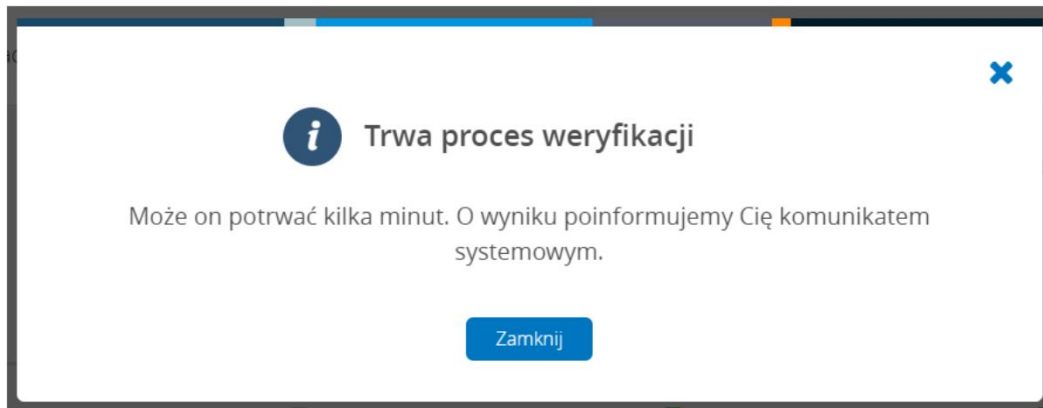 Trwa proces weryfikacji
Może on potrwać kilka minut. O wyniku poinformujemy Cię komunikatem
systemowym.
Zamknij